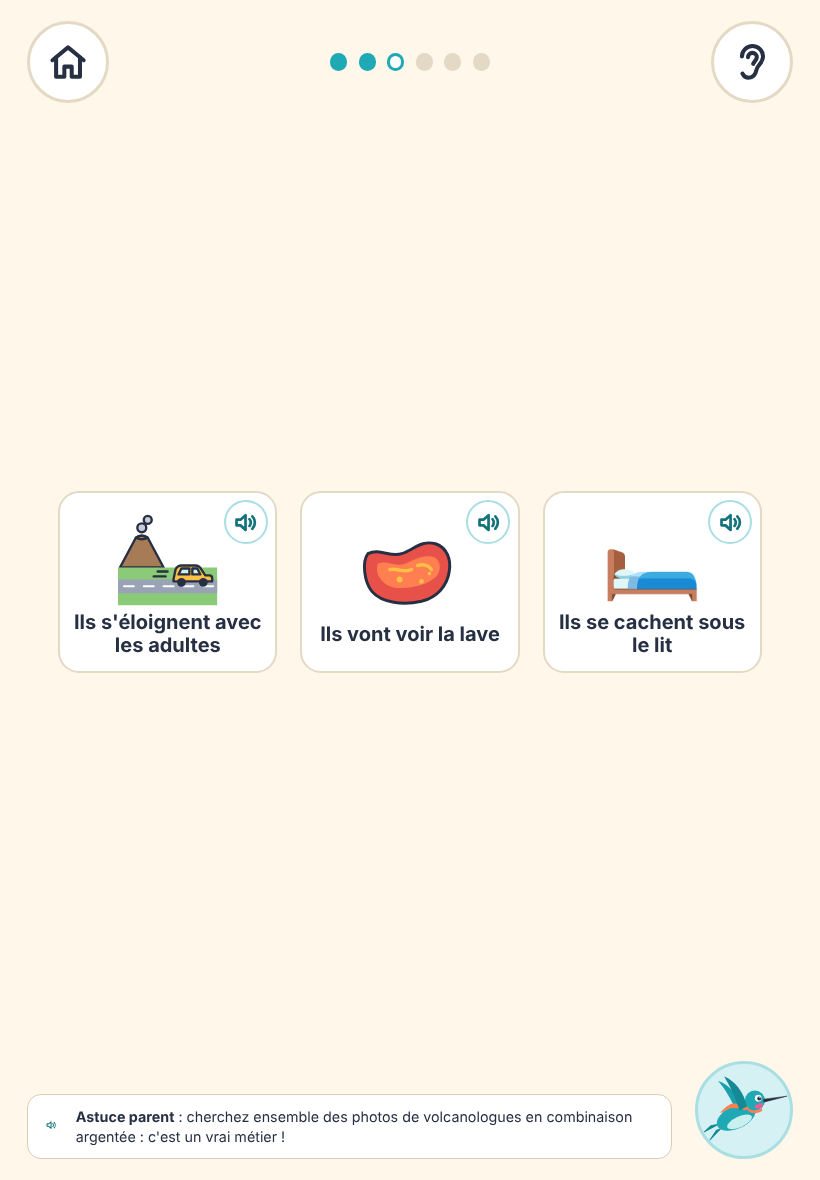 Ils s'éloignent avec
les adultes
Ils vont voir la lave
Ils se cachent sous
le lit
Astuce parent : cherchez ensemble des photos de volcanologues en combinaison
argentée : c'est un vrai métier !